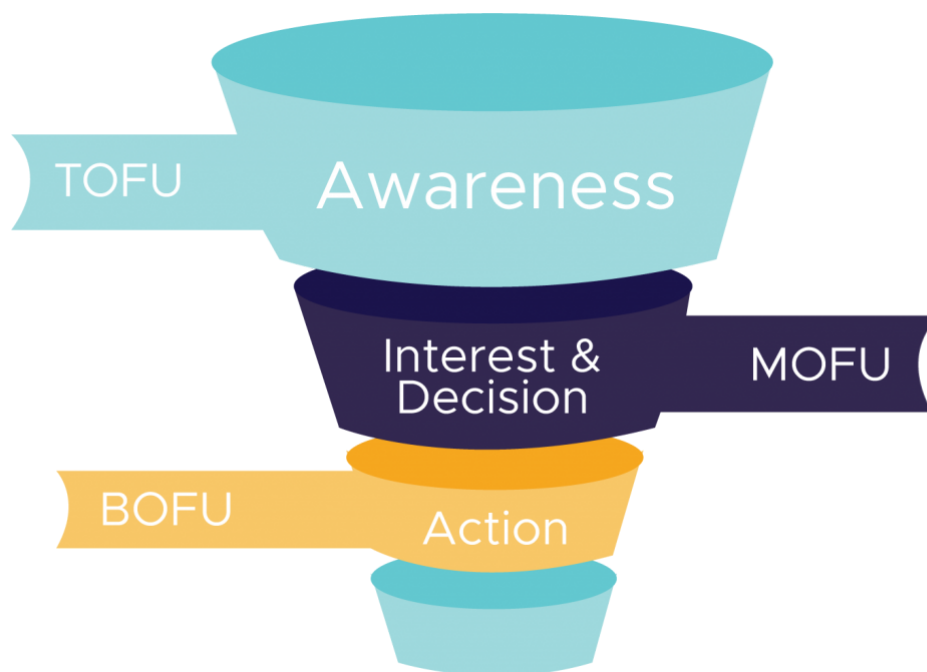 TOFU
Awareness
Interest &
Decision
MOFU
BOFU
Action